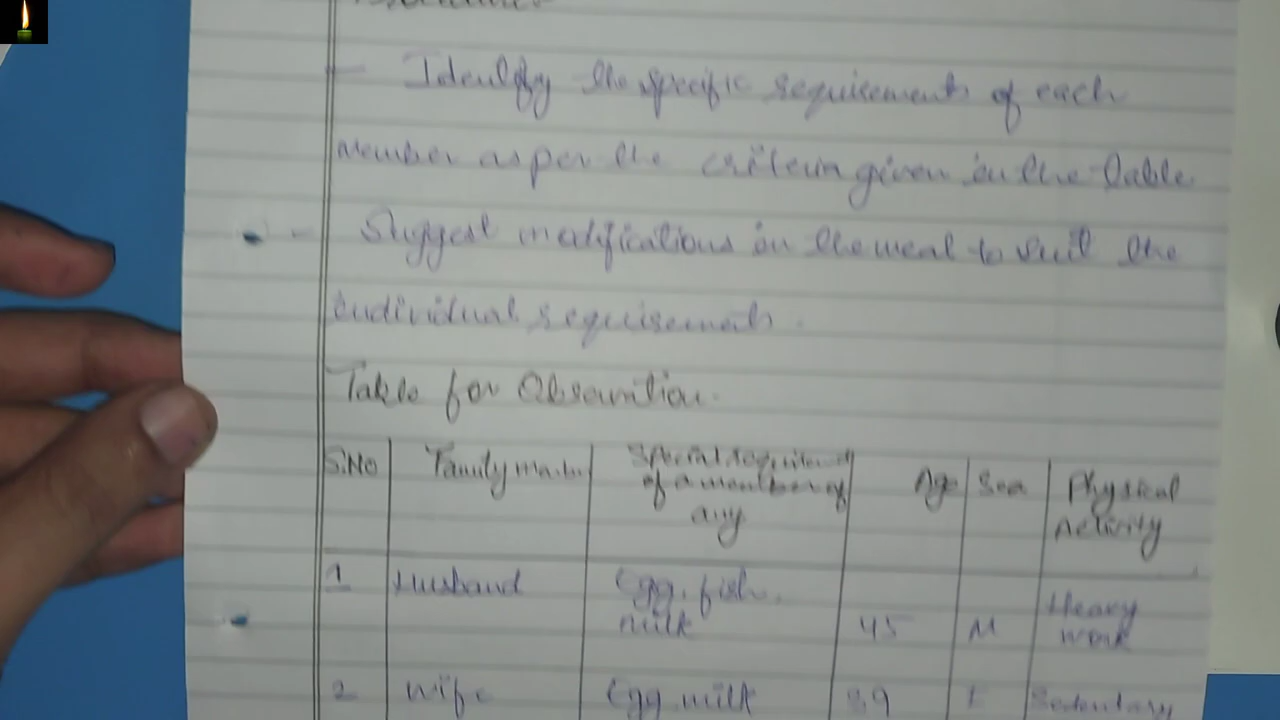 - Identify the specific requirements of each
member as per the criteria given in the table
- Suggest modifications in the meal to suit the
individual requirements.
Table for Observation.
S.No Family member Special requirement of a member if any Age Sex Physical activity
1 Husband Egg, fish, milk 45 M Heavy work
2 Wife Egg milk 39 F Sedentary